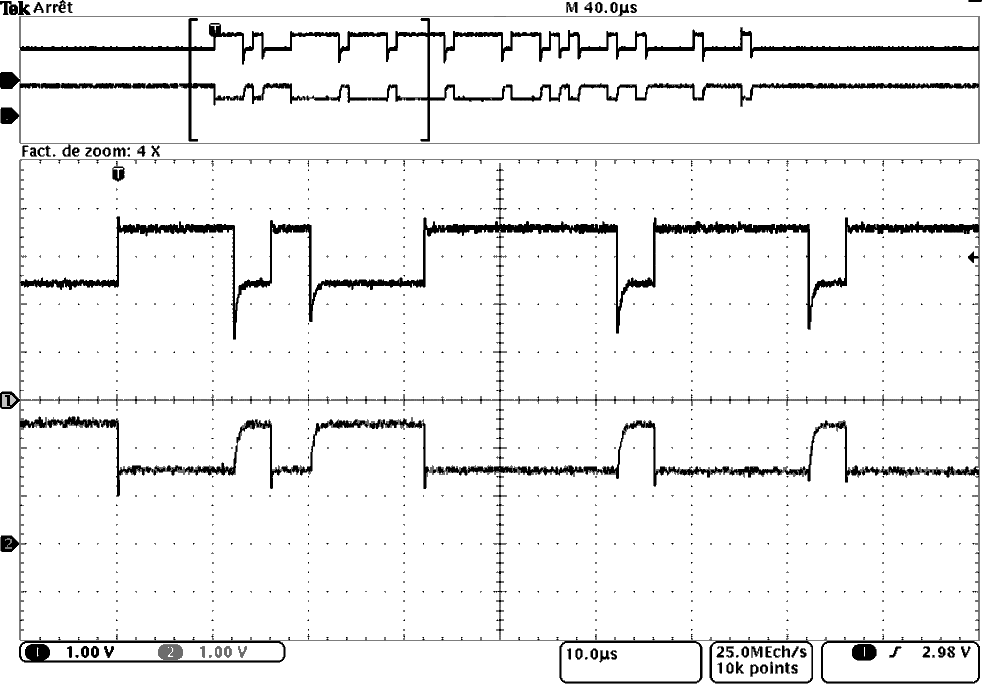 Tek Arrêt M 40.0µs
T
Fact. de zoom: 4 X
T
1
2
1 1.00 V 2 1.00 V
10.0µs
25.0MEch/s
10k points
1 2.98 V